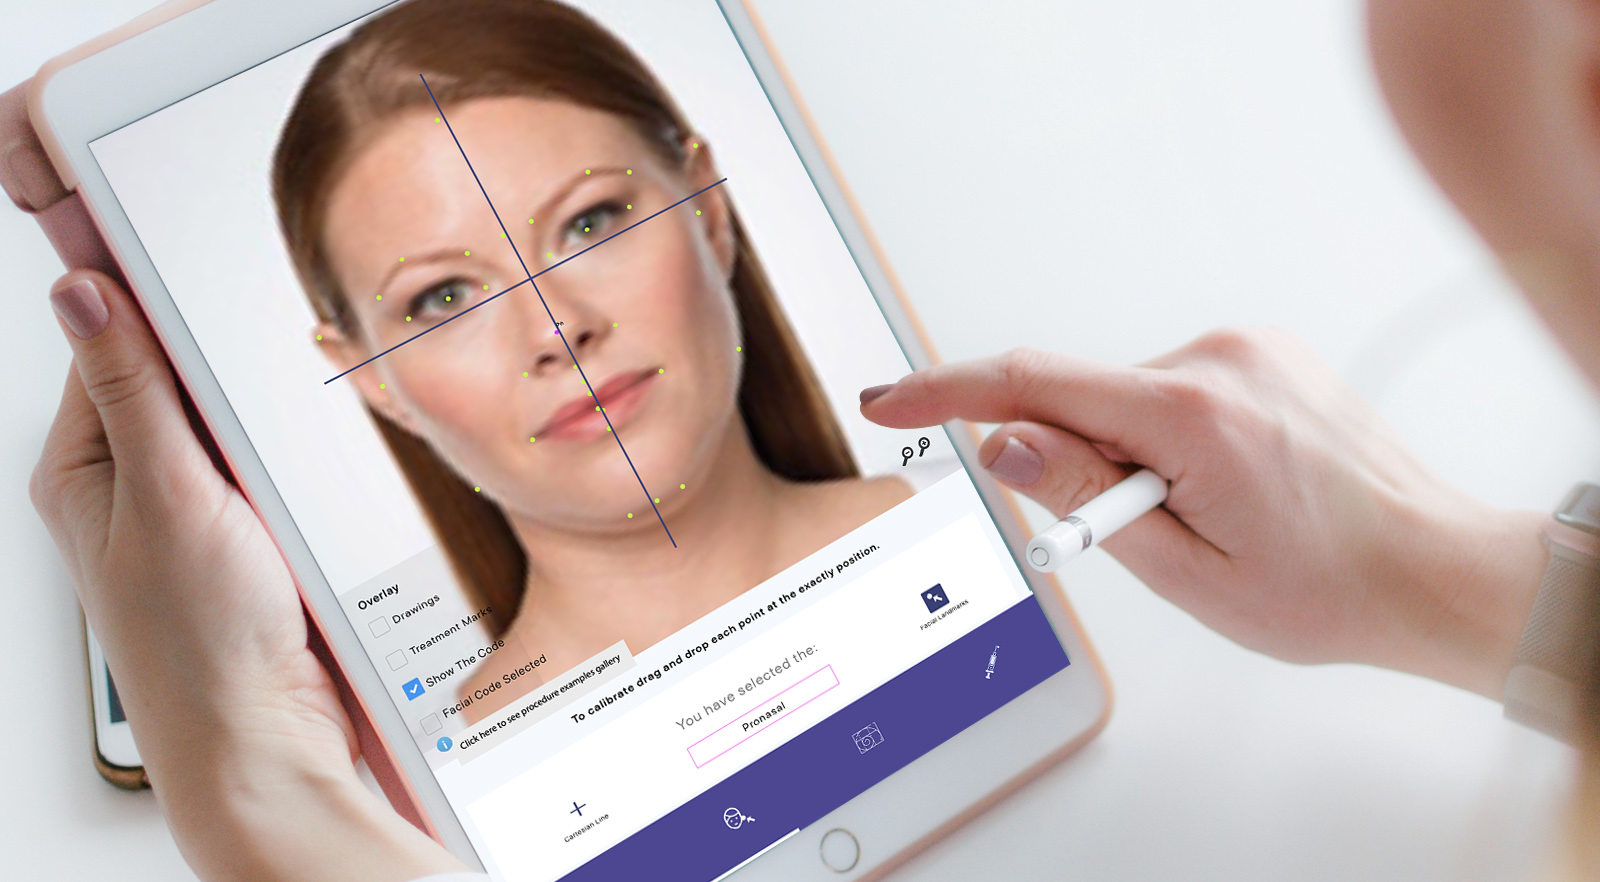 Overlay
Drawings
Treatment Marks
Show The Code
Facial Code Selected
Click here to see procedure examples gallery
To calibrate drag and drop each point at the exactly position.
You have selected the:
Pronasal
Facial Landmarks
Cartesian Line